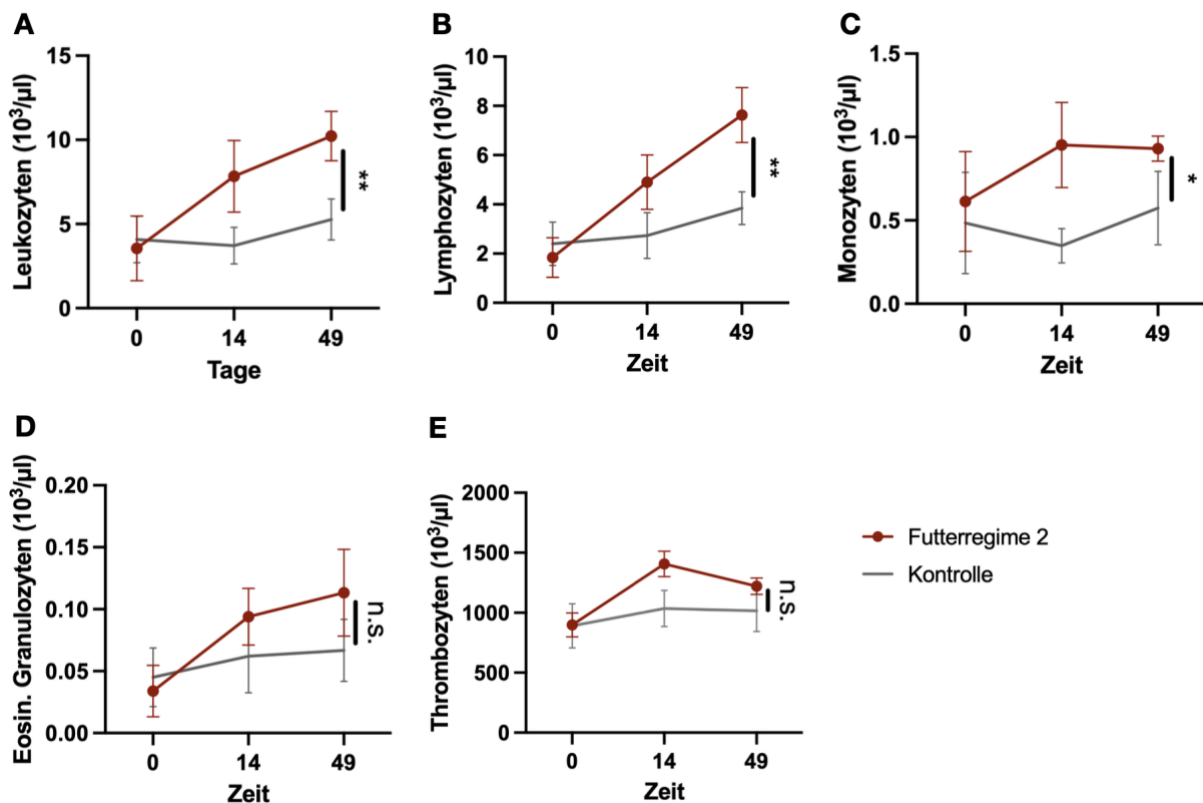 A
Leukozyten (10³/µl)
15
10
5
0
**
0 14 49
Tage
B
Lymphozyten (10³/µl)
10
8
6
4
2
0
**
0 14 49
Zeit
C
Monozyten (10³/µl)
1.5
1.0
0.5
0.0
*
0 14 49
Zeit
D
Eosin. Granulozyten (10³/µl)
0.20
0.15
0.10
0.05
0.00
n.s.
0 14 49
Zeit
E
Thrombozyten (10³/µl)
2000
1500
1000
500
0
n.s.
0 14 49
Zeit
Futterregime 2
Kontrolle